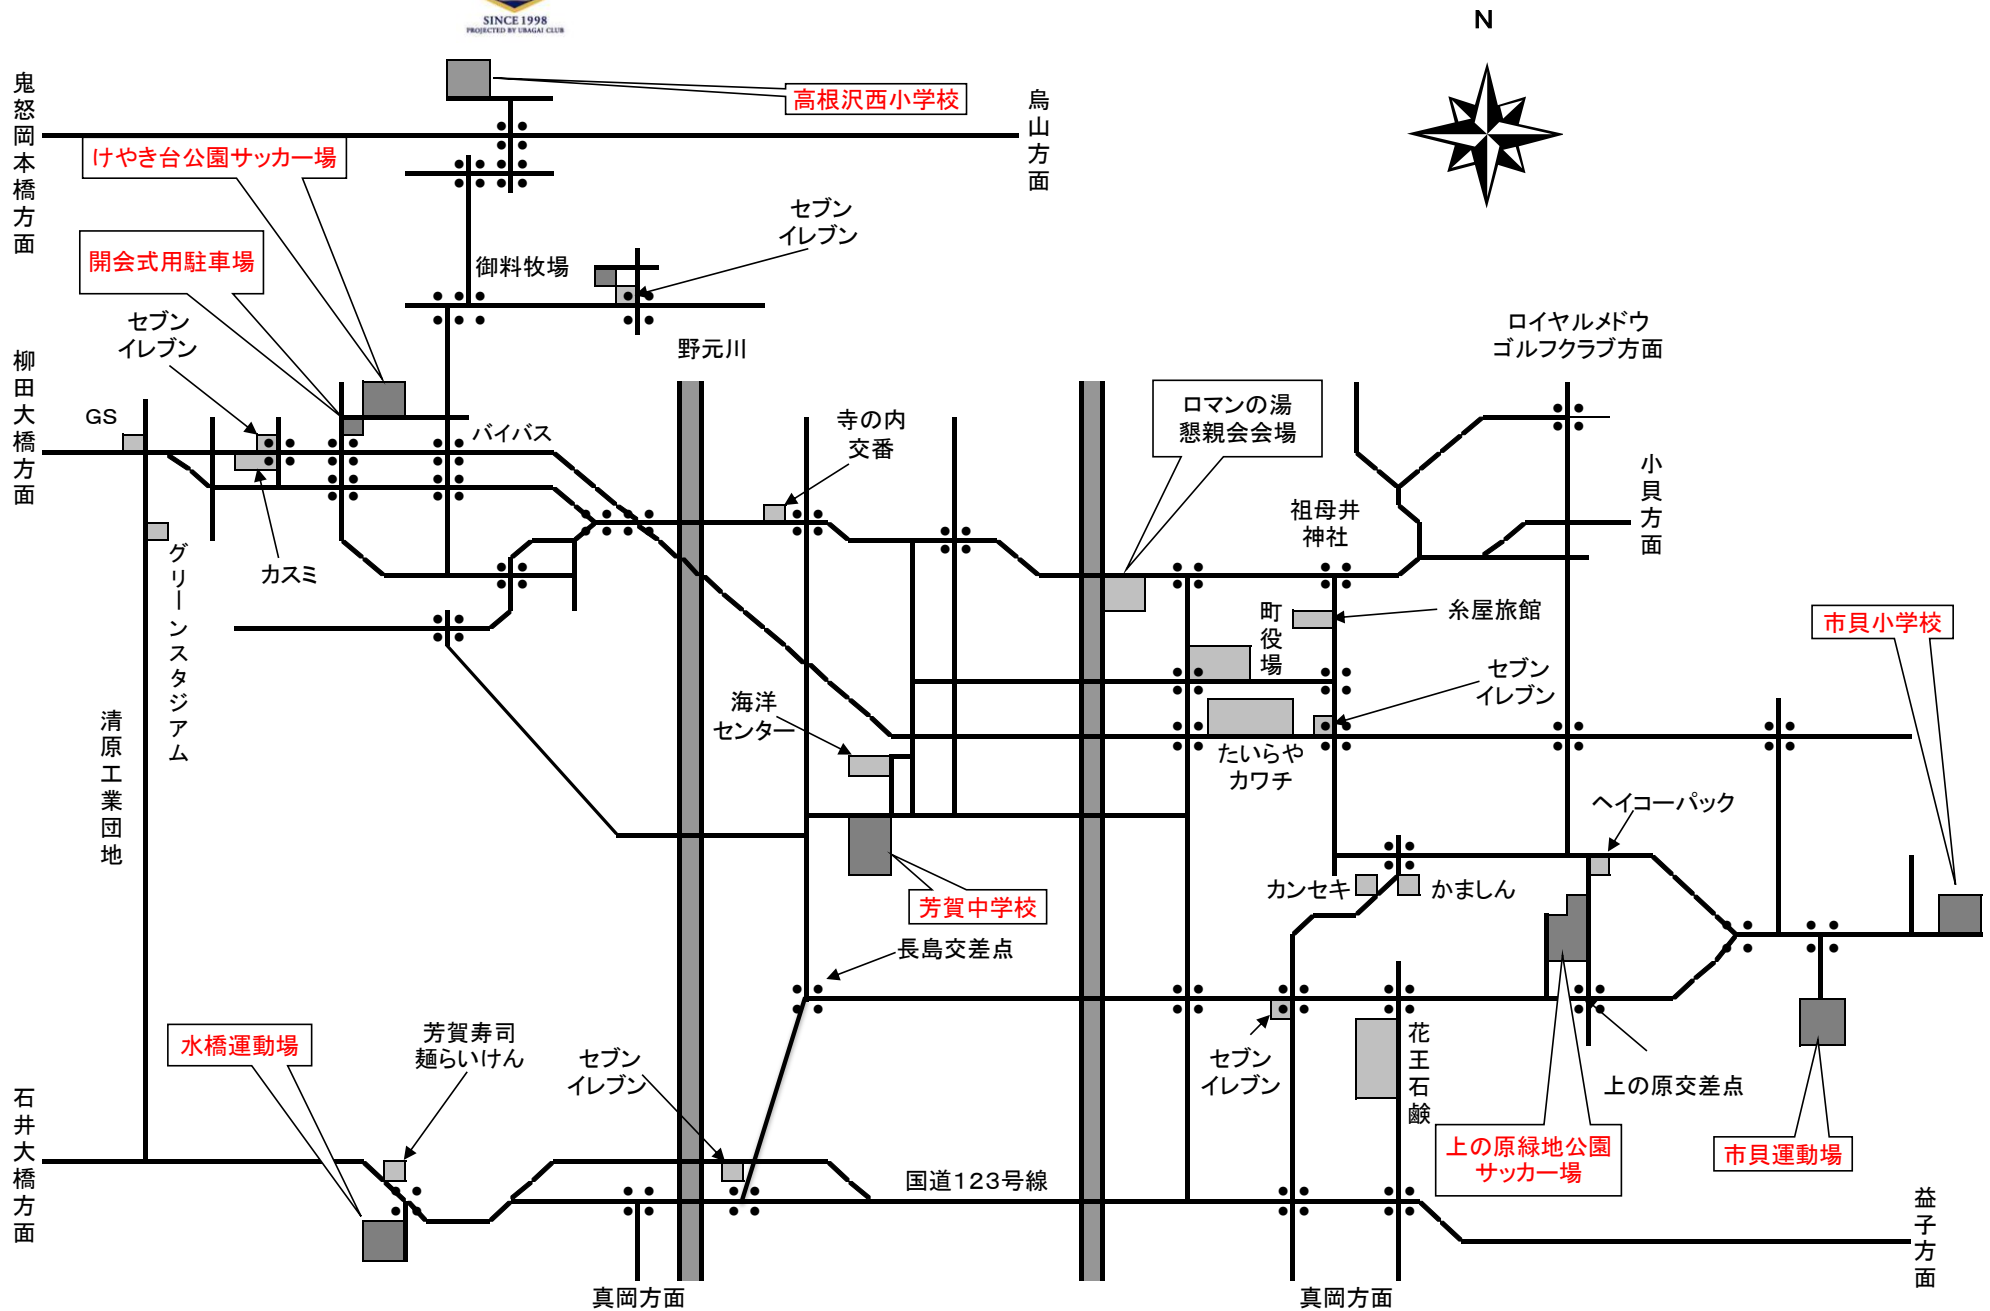 SINCE 1998
PROJECTED BY UBAGAI CLUB
N
鬼怒岡本橋方面
高根沢西小学校
烏山方面
けやき台公園サッカー場
開会式用駐車場
セブン
イレブン
御料牧場
セブン
イレブン
野元川
ロイヤルメドウ
ゴルフクラブ方面
柳田大橋方面
GS
バイパス
寺の内
交番
ロマンの湯
懇親会会場
小貝方面
祖母井
神社
カスミ
グリーンスタジアム
町役場
糸屋旅館
市貝小学校
セブン
イレブン
海洋
センター
清原工業団地
たいらや
カワチ
ヘイコーパック
カンセキ
かましん
芳賀中学校
長島交差点
水橋運動場
芳賀寿司
麺らいけん
セブン
イレブン
セブン
イレブン
花王石鹸
上の原交差点
石井大橋方面
上の原緑地公園
サッカー場
市貝運動場
国道123号線
益子方面
真岡方面
真岡方面